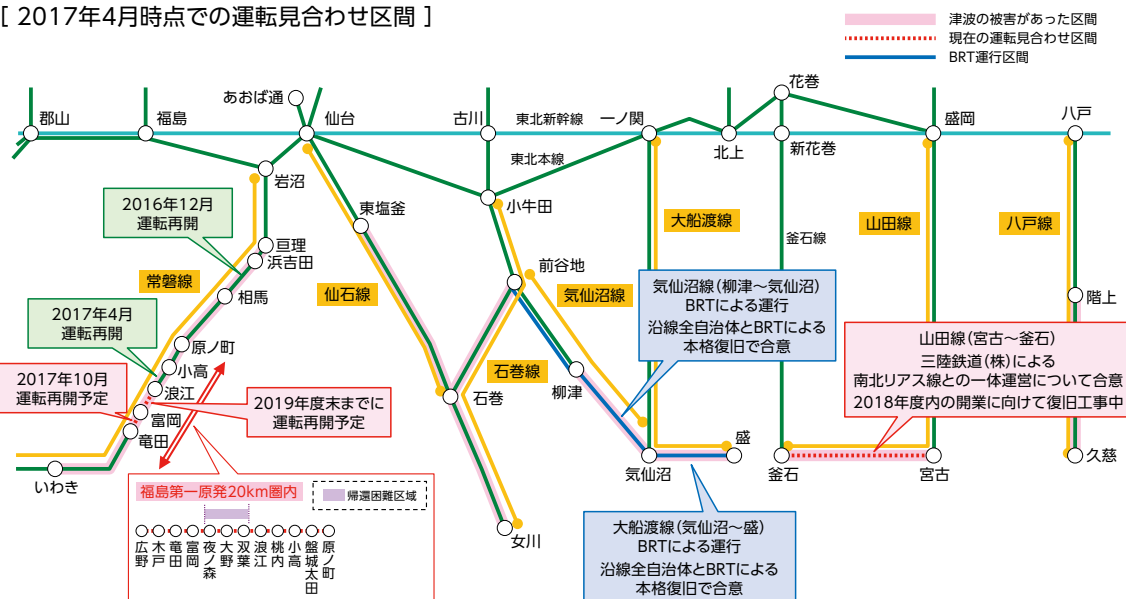 [ 2017年4月時点での運転見合わせ区間 ]
津波の被害があった区間
現在の運転見合わせ区間
BRT運行区間
郡山
福島
あおば通
仙台
古川
東北新幹線
一ノ関
北上
花巻
新花巻
盛岡
八戸
東北本線
岩沼
小牛田
2016年12月
運転再開
東塩釜
大船渡線
釜石線
山田線
八戸線
亘理
浜吉田
常磐線
相馬
仙石線
前谷地
気仙沼線
気仙沼線(柳津～気仙沼)
BRTによる運行
沿線全自治体とBRTによる
本格復旧で合意
階上
2017年4月
運転再開
原ノ町
小高
浪江
富岡
竜田
2017年10月
運転再開予定
2019年度末までに
運転再開予定
石巻線
石巻
柳津
山田線(宮古～釜石)
三陸鉄道(株)による
南北リアス線との一体運営について合意
2018年度内の開業に向けて復旧工事中
いわき
気仙沼
盛
釜石
宮古
久慈
福島第一原発20km圏内
帰還困難区域
広野
木戸
竜田
富岡
夜ノ森
大野
双葉
浪江
桃内
小高
磐城太田
原ノ町
女川
大船渡線(気仙沼～盛)
BRTによる運行
沿線全自治体とBRTによる
本格復旧で合意